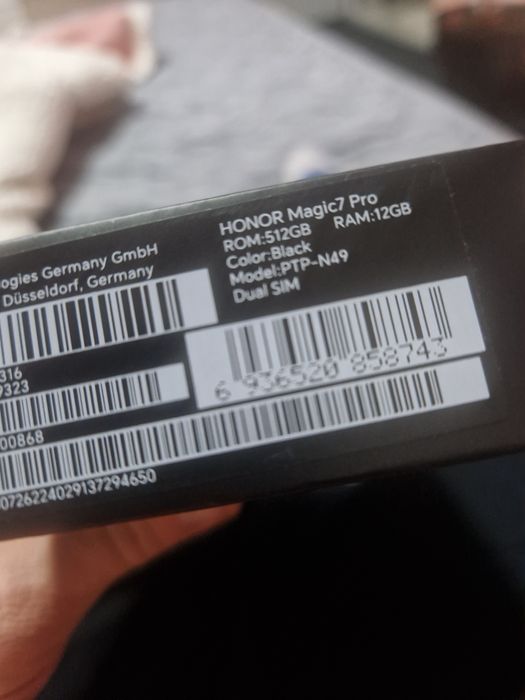 ogies Germany GmbH
Düsseldorf, Germany
316
9323
00868
0726224029137294650
HONOR Magic7 Pro
ROM:512GB RAM:12GB
Color:Black
Model:PTP-N49
Dual SIM
6 936520 858743